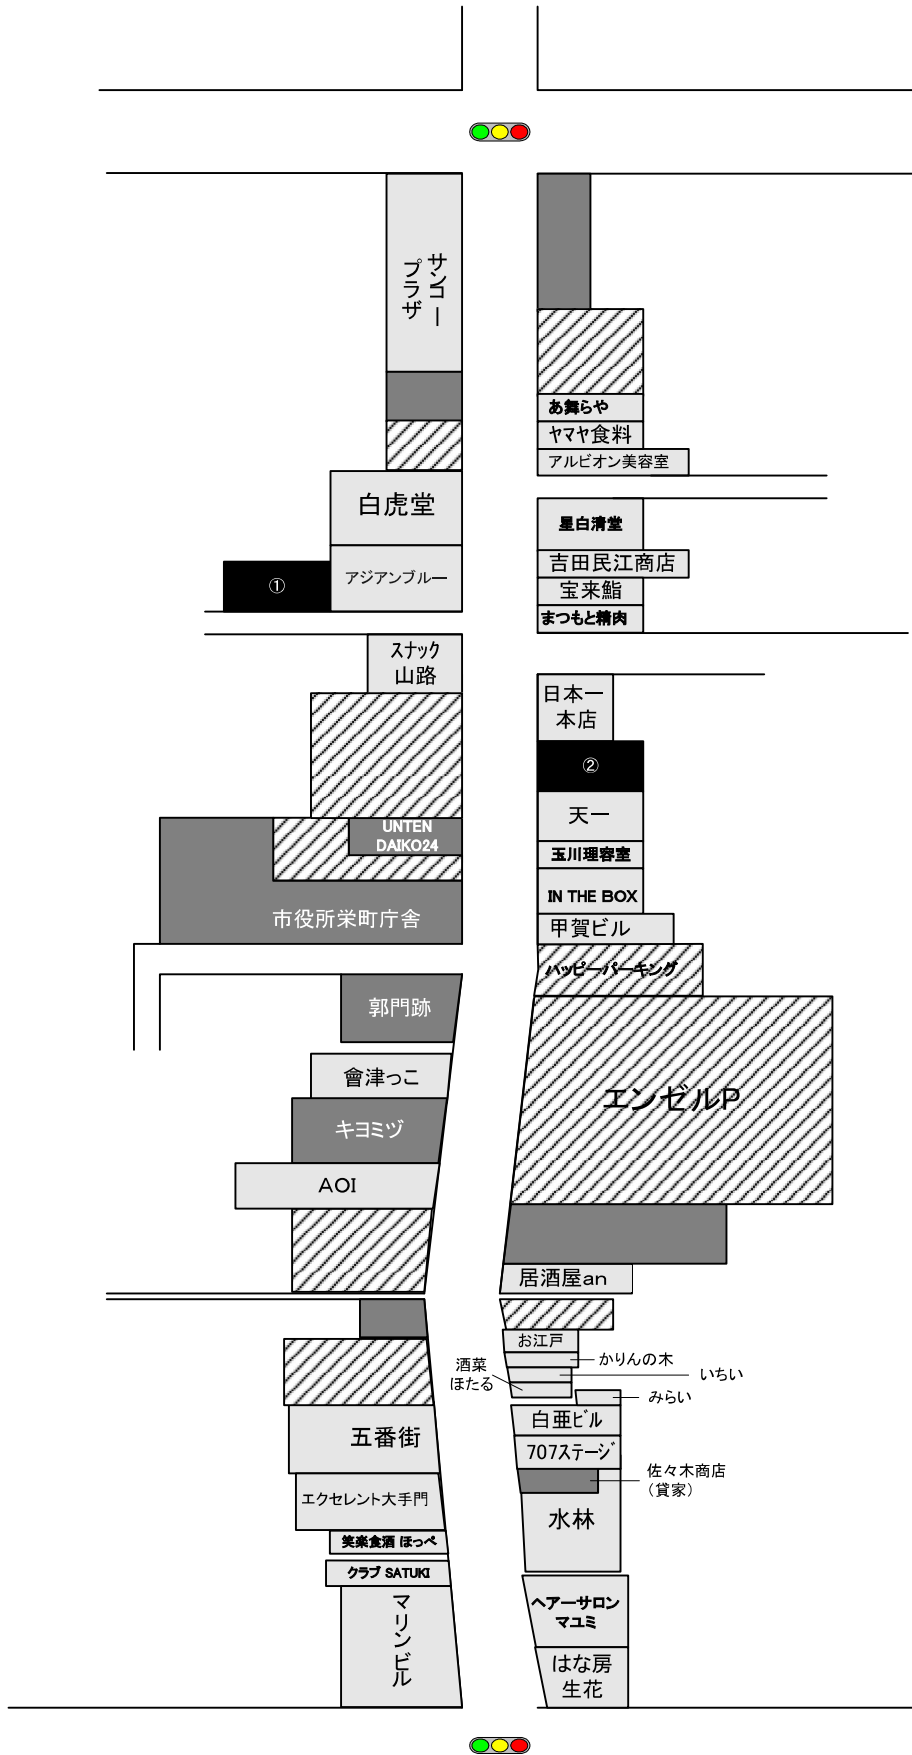 サンコー
プラザ
あ舞らや
ヤマヤ食料
アルビオン美容室
白虎堂
星白清堂
吉田民江商店
アジアンブルー
①
宝来鮨
まつもと精肉
スナック
山路
日本一
本店
②
天一
UNTEN
DAIKO24
玉川理容室
IN THE BOX
市役所栄町庁舎
甲賀ビル
ハッピーパーキング
郭門跡
會津っこ
エンゼルP
キヨミヅ
AOI
居酒屋an
お江戸
かりんの木
酒菜
ほたる
いちい
みらい
白亜ビル
五番街
707ステージ
佐々木商店
（貸家）
エクセレント大手門
水林
笑楽食酒 ほっぺ
クラブ SATUKI
ヘアーサロン
マユミ
マリンビル
はな房
生花